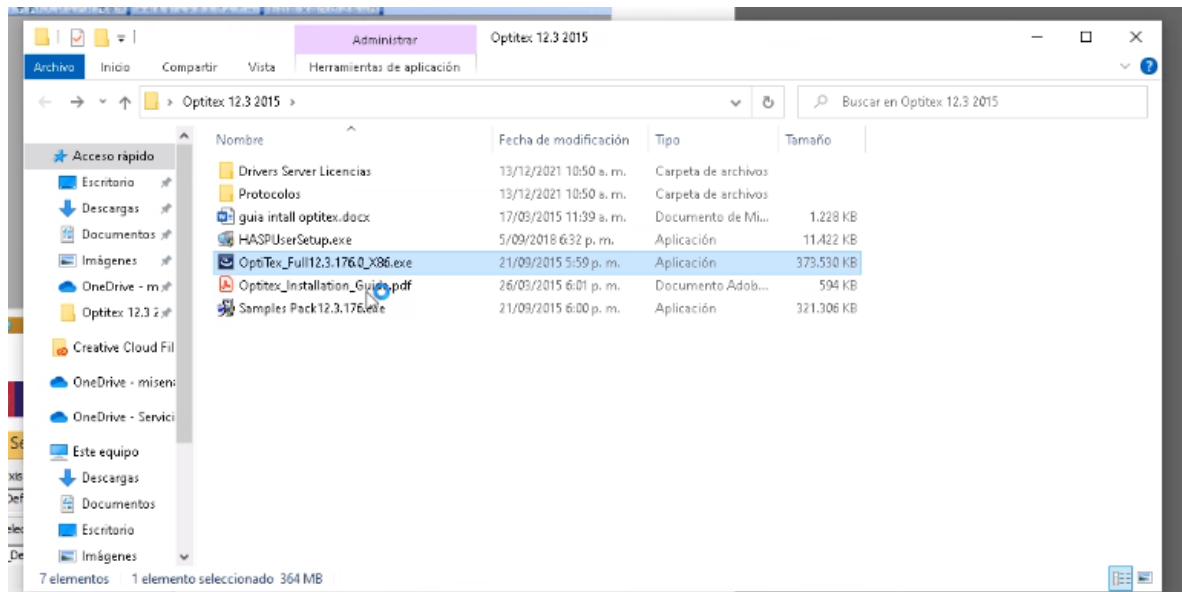 Administrar
Optitex 12.3 2015
Archivo Inicio Compartir Vista Herramientas de aplicación
Optitex 12.3 2015
Buscar en Optitex 12.3 2015
Nombre Fecha de modificación Tipo Tamaño
Acceso rápido
Escritorio
Descargas
Documentos
Imágenes
OneDrive - m
Optitex 12.3 2
Creative Cloud Fil
OneDrive - misena
OneDrive - Servici
Este equipo
Descargas
Documentos
Escritorio
Imágenes
Drivers Server Licencias 13/12/2021 10:50 a. m. Carpeta de archivos
Protocolos 13/12/2021 10:50 a. m. Carpeta de archivos
guia intall optitex.docx 17/03/2015 11:39 a. m. Documento de Mi... 1.228 KB
HASPUserSetup.exe 5/09/2018 6:32 p. m. Aplicación 11.422 KB
OptiTex_Full12.3.176.0_X86.exe 21/09/2015 5:59 p. m. Aplicación 373.530 KB
Optitex_Installation_Guide.pdf 26/03/2015 6:01 p. m. Documento Adob... 594 KB
Samples Pack12.3.176.exe 21/09/2015 6:00 p. m. Aplicación 321.306 KB
7 elementos 1 elemento seleccionado 364 MB